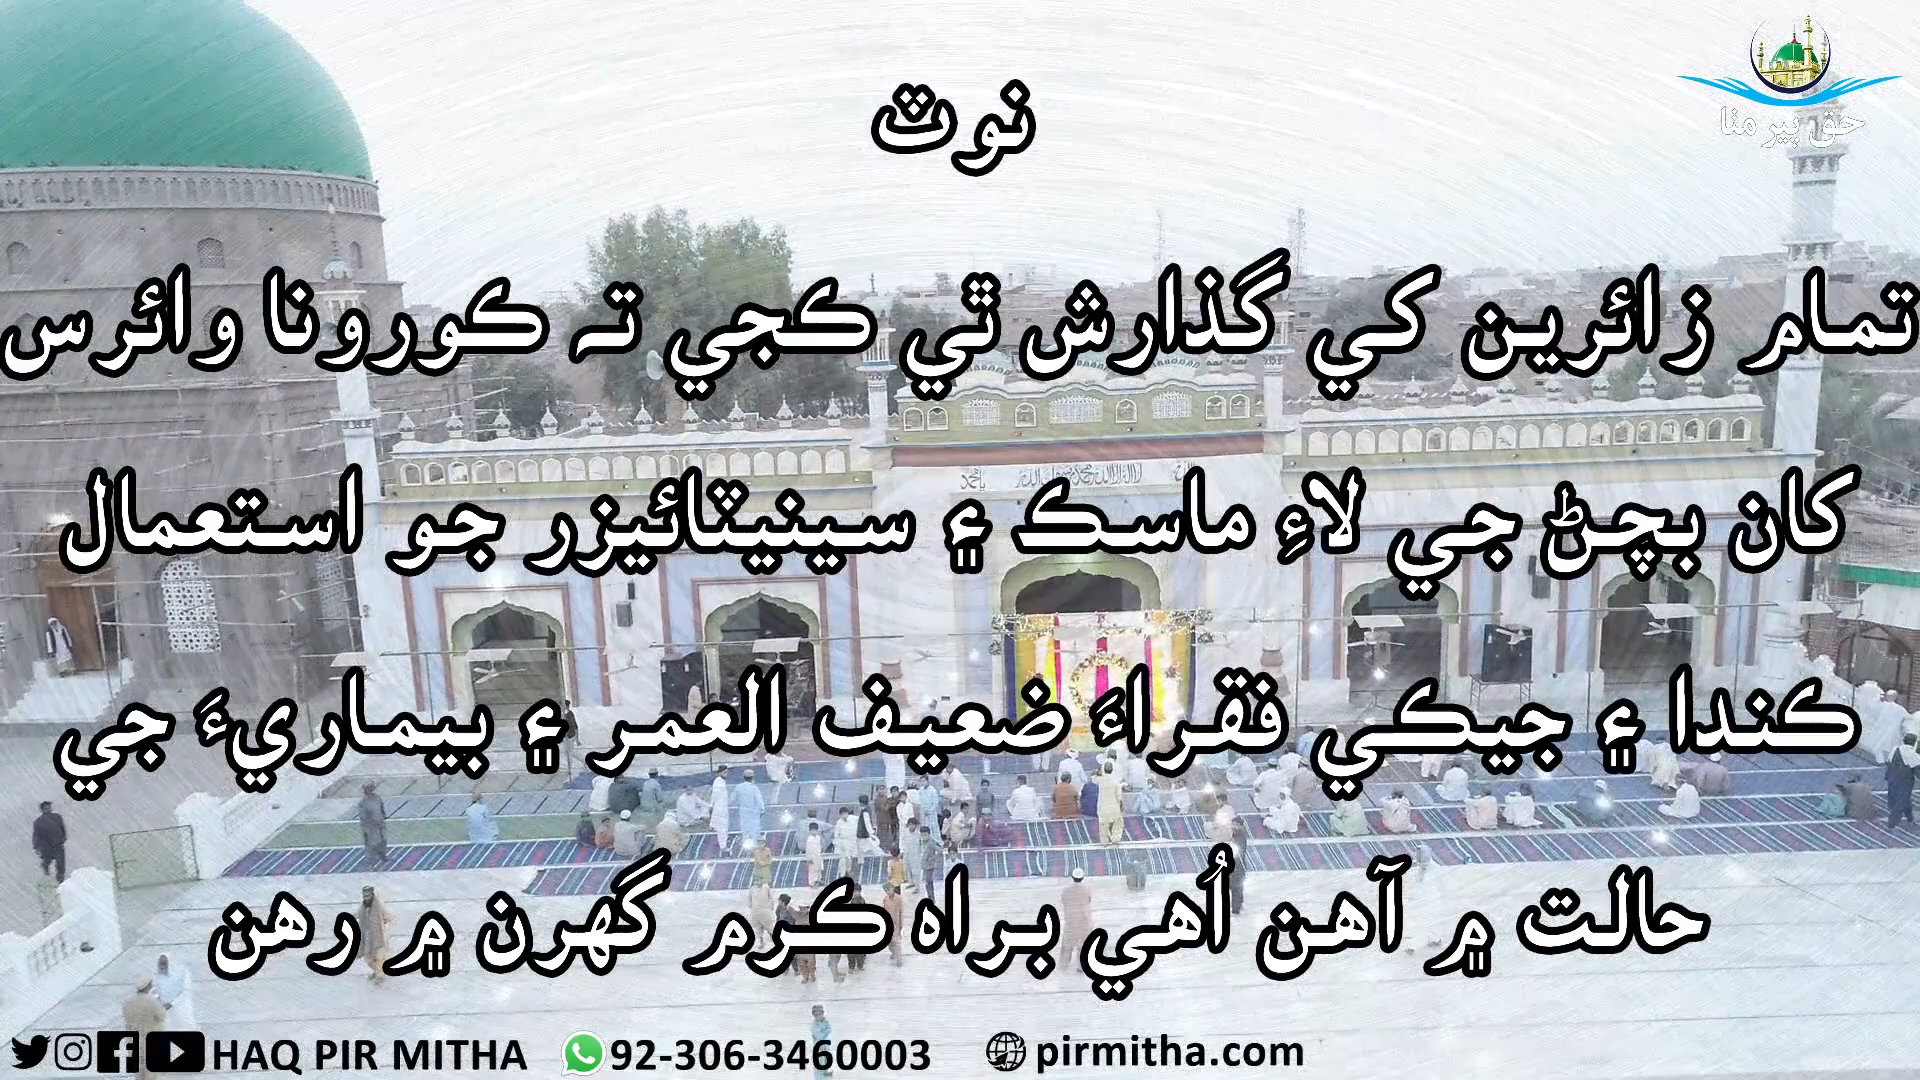 حق پير مٺا
نوٽ
تمام زائرين کي گذارش ٿي ڪجي تہ ڪورونا وائرس
کان بچڻ جي لاءِ ماسڪ ۽ سينيٽائيزر جو استعمال
ڪندا ۽ جيڪي فقراءَ ضعيف العمر ۽ بيماريءَ جي
حالت ۾ آهن اُهي براه ڪرم گهرن ۾ رهن
HAQ PIR MITHA 92-306-3460003 pirmitha.com